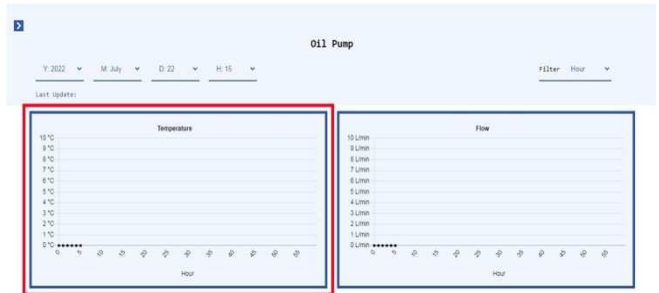 Oil Pump
Y: 2022 M: July D: 22 H: 15 Filter Hour
Last Update:
Temperature
10 °C
9 °C
8 °C
7 °C
6 °C
5 °C
4 °C
3 °C
2 °C
1 °C
0 °C
0 5 10 15 20 25 30 35 40 45 50 55
Hour
Flow
10 L/min
9 L/min
8 L/min
7 L/min
6 L/min
5 L/min
4 L/min
3 L/min
2 L/min
1 L/min
0 L/min
0 5 10 15 20 25 30 35 40 45 50 55
Hour